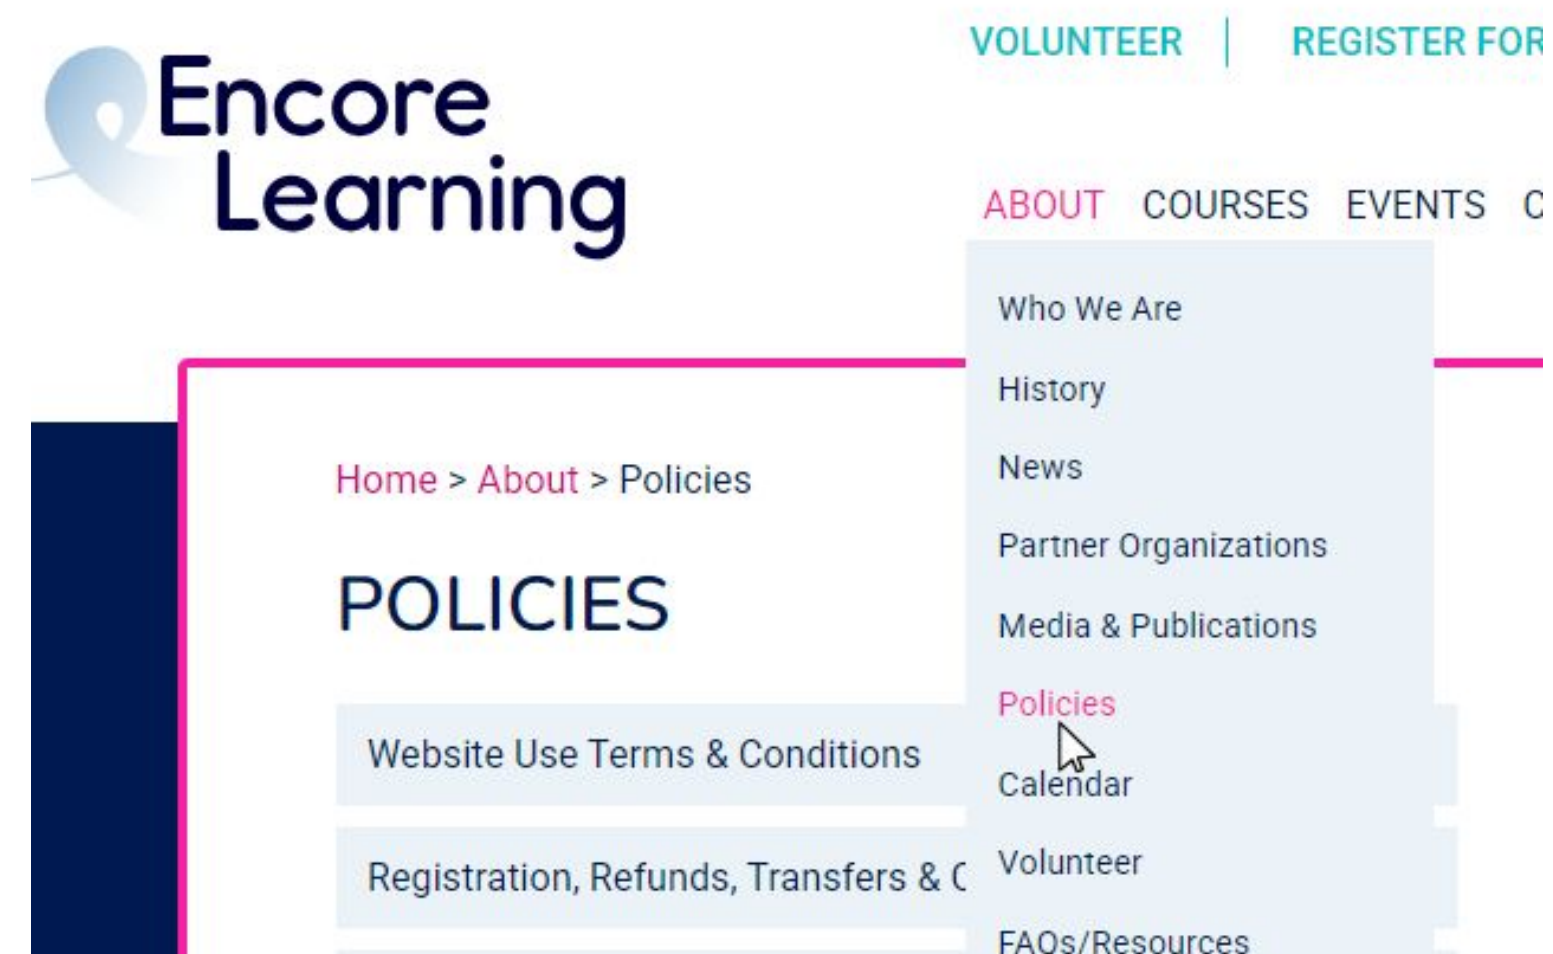 VOLUNTEER
REGISTER FOR
Encore
Learning
ABOUT COURSES EVENTS
Who We Are
History
News
Partner Organizations
Media & Publications
Policies
Calendar
Volunteer
FAQs/Resources
Home > About > Policies
POLICIES
Website Use Terms & Conditions
Registration, Refunds, Transfers &